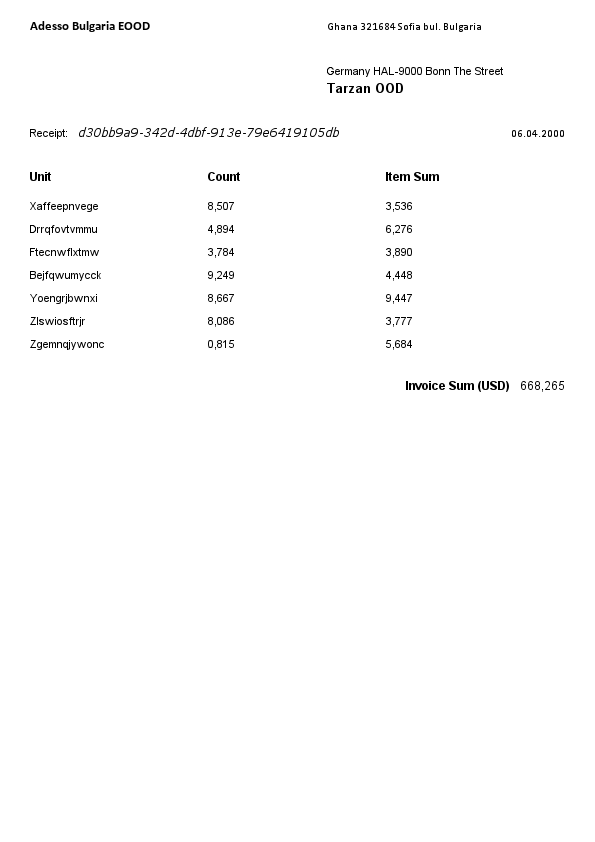 Adesso Bulgaria EOOD Ghana 321684 Sofia bul. Bulgaria
Germany HAL-9000 Bonn The Street
Tarzan OOD
Receipt: d30bb9a9-342d-4dbf-913e-79e6419105db 06.04.2000
Unit Count Item Sum
Xaffeepnvege 8,507 3,536
Drrqfovtvmmu 4,894 6,276
Ftecnwflxtmw 3,784 3,890
Bejfqwumycck 9,249 4,448
Yoengrjbwnxi 8,667 9,447
Zlswiosftrjr 8,086 3,777
Zgemnqjywonc 0,815 5,684
Invoice Sum (USD) 668,265